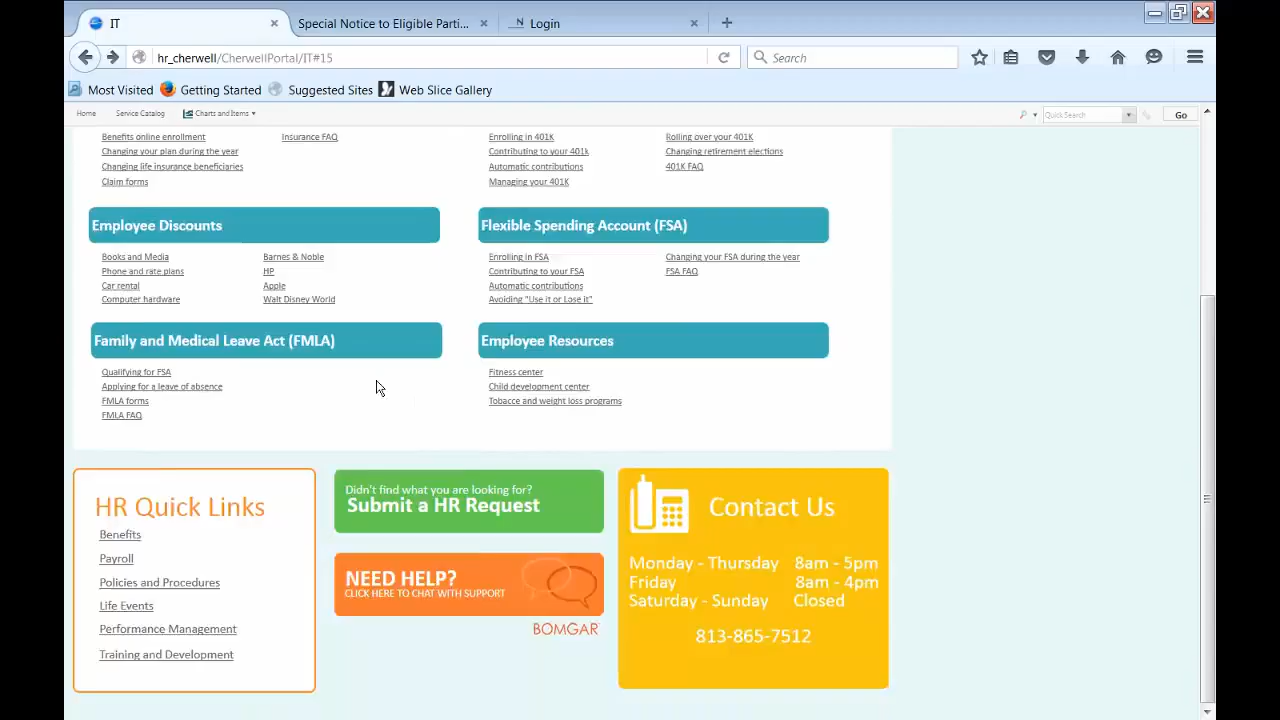 IT
Special Notice to Eligible Parti...
N Login
hr_cherwell/CherwellPortal/IT#15
Search
Most Visited
Getting Started
Suggested Sites
Web Slice Gallery
Home
Service Catalog
Charts and Items
Quick Search
Go
Benefits online enrollment
Insurance FAQ
Changing your plan during the year
Changing life insurance beneficiaries
Claim forms
Enrolling in 401K
Rolling over your 401K
Contributing to your 401k
Changing retirement elections
Automatic contributions
401K FAQ
Managing your 401K
Employee Discounts
Books and Media
Barnes & Noble
Phone and rate plans
HP
Car rental
Apple
Computer hardware
Walt Disney World
Flexible Spending Account (FSA)
Enrolling in FSA
Changing your FSA during the year
Contributing to your FSA
FSA FAQ
Automatic contributions
Avoiding "Use it or Lose it"
Family and Medical Leave Act (FMLA)
Qualifying for FSA
Applying for a leave of absence
FMLA forms
FMLA FAQ
Employee Resources
Fitness center
Child development center
Tobacco and weight loss programs
HR Quick Links
Benefits
Payroll
Policies and Procedures
Life Events
Performance Management
Training and Development
Didn't find what you are looking for?
Submit a HR Request
NEED HELP?
CLICK HERE TO CHAT WITH SUPPORT
BOMGAR
Contact Us
Monday - Thursday 8am - 5pm
Friday 8am - 4pm
Saturday - Sunday Closed
813-865-7512